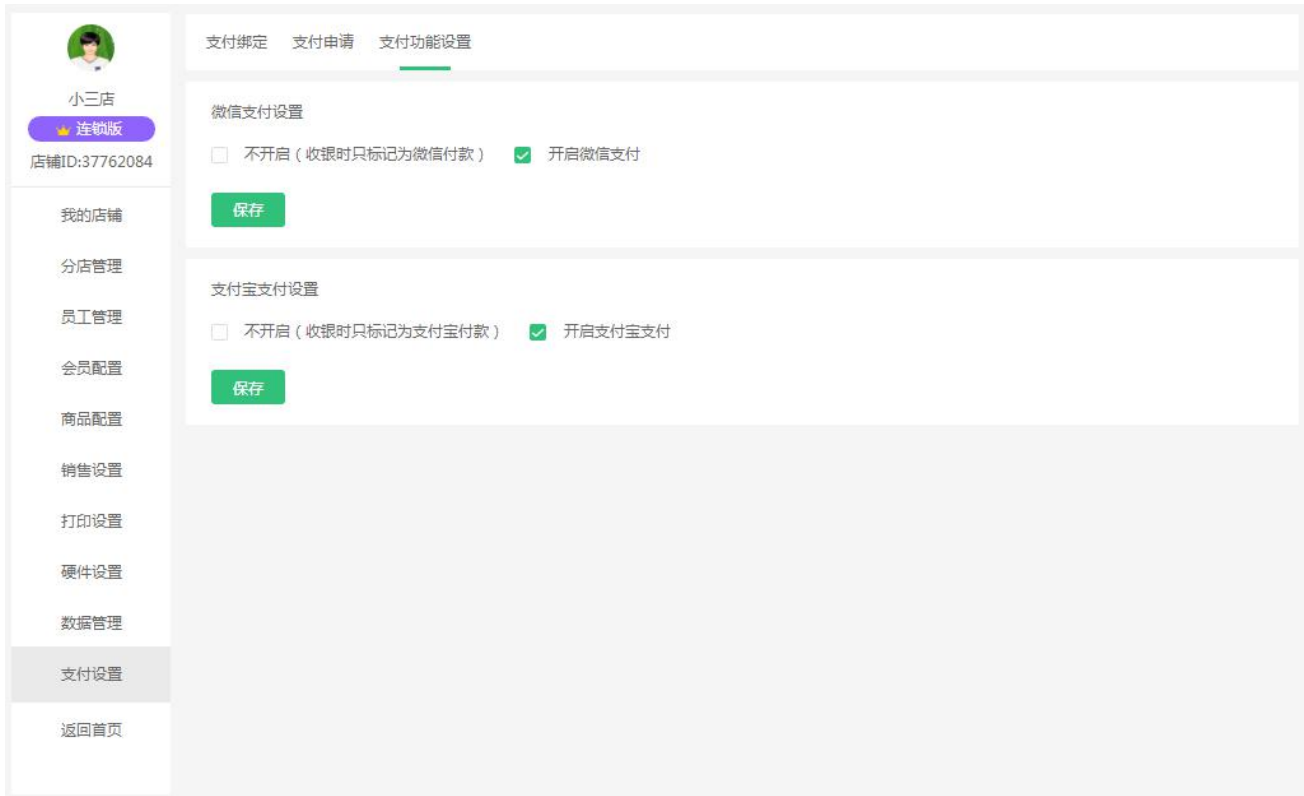 小三店
连锁版
店铺ID:37762084
我的店铺
分店管理
员工管理
会员配置
商品配置
销售设置
打印设置
硬件设置
数据管理
支付设置
返回首页
支付绑定 支付申请 支付功能设置
微信支付设置
不开启（收银时只标记为微信付款） 开启微信支付
保存
支付宝支付设置
不开启（收银时只标记为支付宝付款） 开启支付宝支付
保存